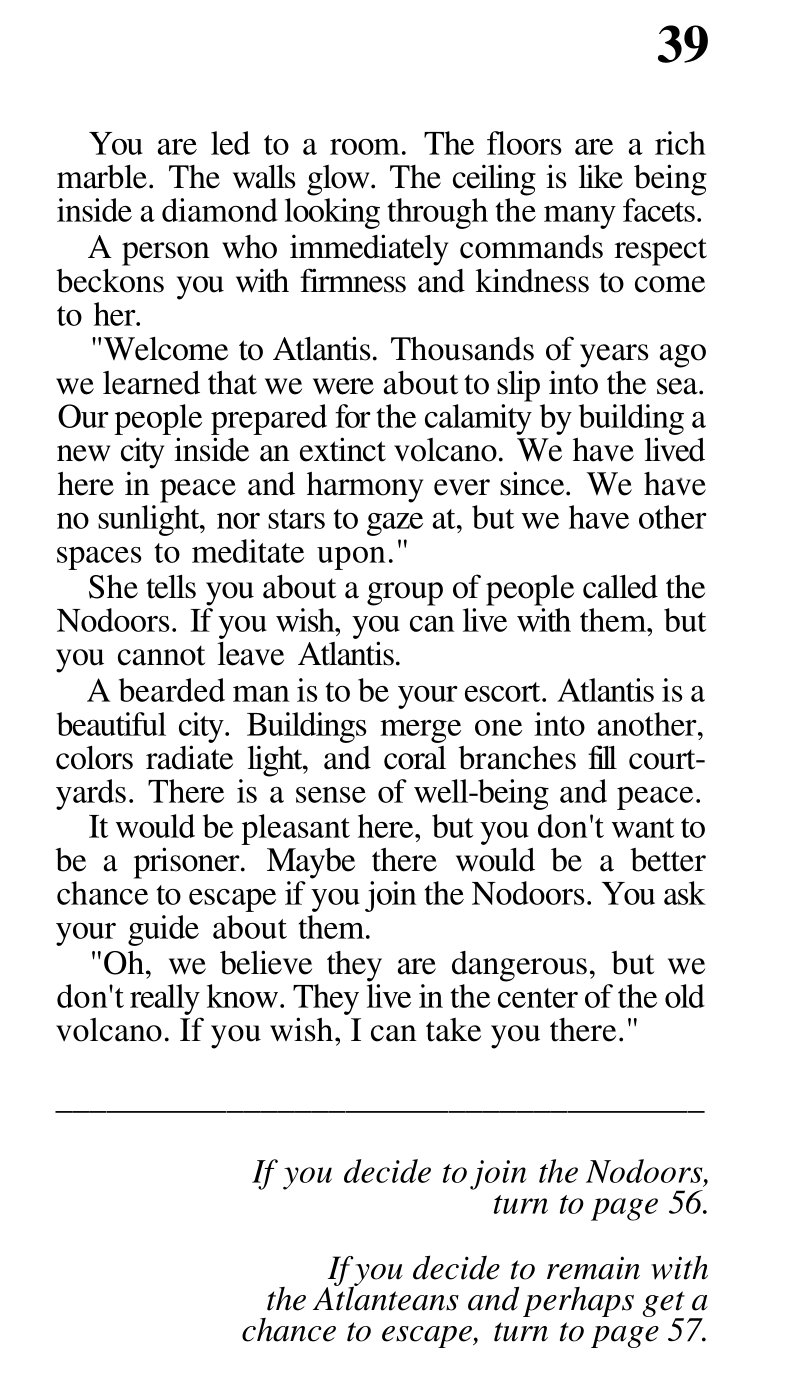 39
You are led to a room. The floors are a rich
marble. The walls glow. The ceiling is like being
inside a diamond looking through the many facets.
A person who immediately commands respect
beckons you with firmness and kindness to come
to her.
"Welcome to Atlantis. Thousands of years ago
we learned that we were about to slip into the sea.
Our people prepared for the calamity by building a
new city inside an extinct volcano. We have lived
here in peace and harmony ever since. We have
no sunlight, nor stars to gaze at, but we have other
spaces to meditate upon."
She tells you about a group of people called the
Nodoors. If you wish, you can live with them, but
you cannot leave Atlantis.
A bearded man is to be your escort. Atlantis is a
beautiful city. Buildings merge one into another,
colors radiate light, and coral branches fill court-
yards. There is a sense of well-being and peace.
It would be pleasant here, but you don't want to
be a prisoner. Maybe there would be a better
chance to escape if you join the Nodoors. You ask
your guide about them.
"Oh, we believe they are dangerous, but we
don't really know. They live in the center of the old
volcano. If you wish, I can take you there."
If you decide to join the Nodoors,
turn to page 56.
If you decide to remain with
the Atlanteans and perhaps get a
chance to escape, turn to page 57.